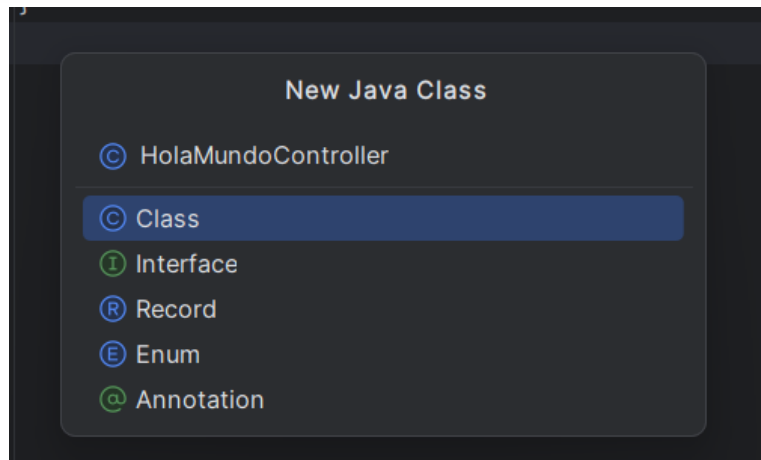 }
New Java Class
C HolaMundoController
C Class
I Interface
R Record
E Enum
@ Annotation